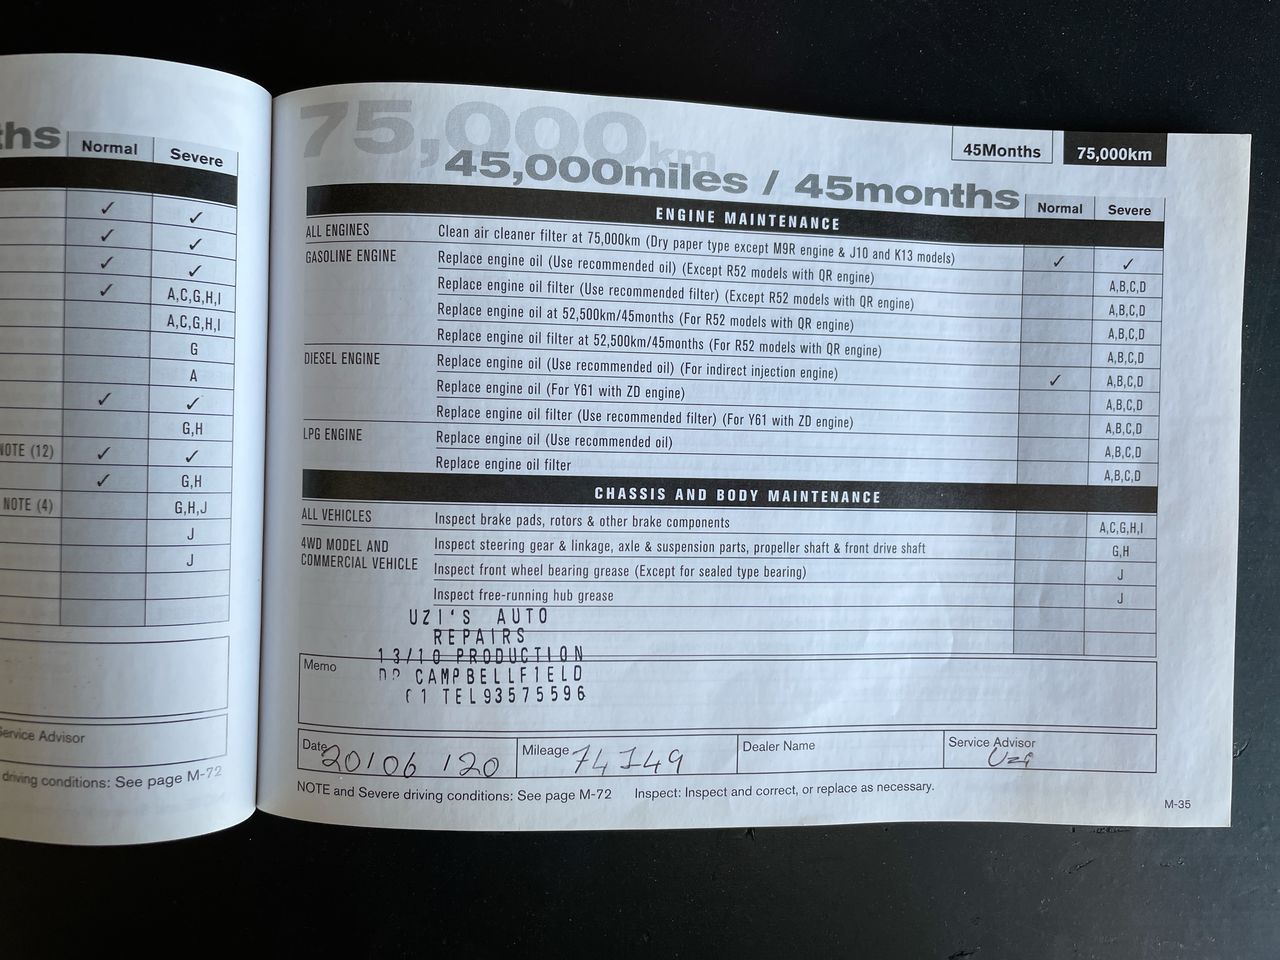 ths
Normal Severe
✓ ✓
✓ ✓
✓ ✓
✓ A,C,G,H,I
A,C,G,H,I
G
A
✓ ✓
G,H
NOTE (12) ✓ ✓
✓ G,H
NOTE (4) G,H,J
J
J
Service Advisor
driving conditions: See page M-72
75,000km
45,000miles / 45months
45Months 75,000km
Normal Severe
ENGINE MAINTENANCE
ALL ENGINES Clean air cleaner filter at 75,000km (Dry paper type except M9R engine & J10 and K13 models) ✓ ✓
GASOLINE ENGINE Replace engine oil (Use recommended oil) (Except R52 models with QR engine) A,B,C,D
Replace engine oil filter (Use recommended filter) (Except R52 models with QR engine) A,B,C,D
Replace engine oil at 52,500km/45months (For R52 models with QR engine) A,B,C,D
Replace engine oil filter at 52,500km/45months (For R52 models with QR engine) A,B,C,D
DIESEL ENGINE Replace engine oil (Use recommended oil) (For indirect injection engine) ✓ A,B,C,D
Replace engine oil (For Y61 with ZD engine) A,B,C,D
Replace engine oil filter (Use recommended filter) (For Y61 with ZD engine) A,B,C,D
LPG ENGINE Replace engine oil (Use recommended oil) A,B,C,D
Replace engine oil filter A,B,C,D
CHASSIS AND BODY MAINTENANCE
ALL VEHICLES Inspect brake pads, rotors & other brake components A,C,G,H,I
4WD MODEL AND Inspect steering gear & linkage, axle & suspension parts, propeller shaft & front drive shaft G,H
COMMERCIAL VEHICLE Inspect front wheel bearing grease (Except for sealed type bearing) J
Inspect free-running hub grease J
UZI'S AUTO
REPAIRS
13/10 PRODUCTION
CAMPBELLFIELD
TEL93575596
Memo
Date 20/06/20 Mileage 74749 Dealer Name Service Advisor
Uzi
NOTE and Severe driving conditions: See page M-72 Inspect: Inspect and correct, or replace as necessary.
M-35